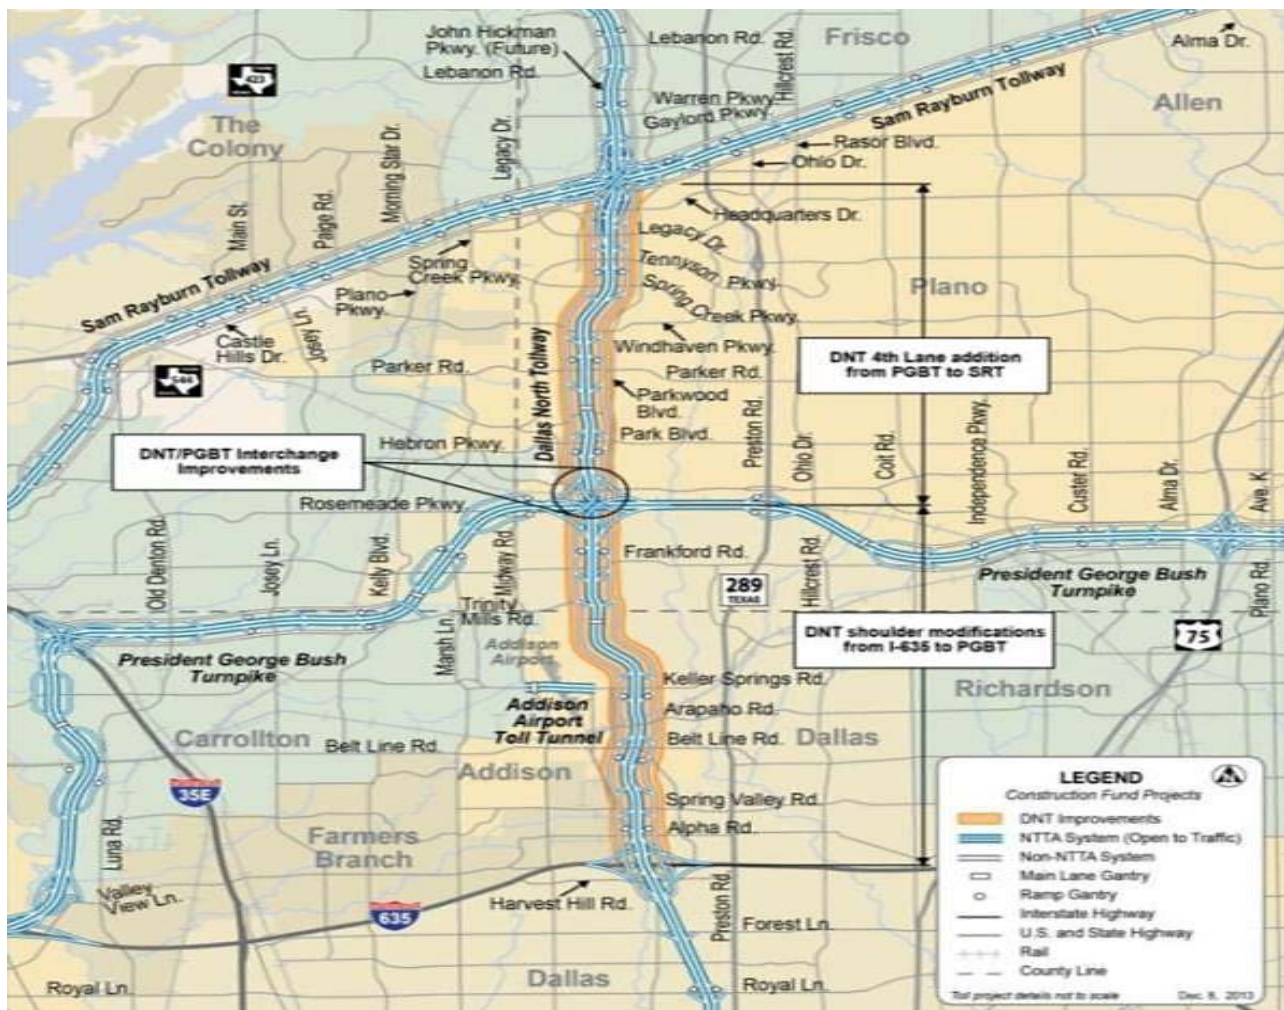 John Hickman
Pkwy. (Future)
Lebanon Rd.
Lebanon Rd.
Hillcrest Rd.
Frisco
Alma Dr.
423
The
Colony
Warren Pkwy.
Gaylord Pkwy.
Sam Rayburn Tollway
Allen
Rasor Blvd.
Ohio Dr.
Main St.
Paige Rd.
Morning Star Dr.
Legacy Dr.
Headquarters Dr.
Legacy Dr.
Tennyson Pkwy.
Spring Creek Pkwy.
Plano
Spring
Creek Pkwy.
Plano
Pkwy.
Sam Rayburn Tollway
Castle
Hills Dr.
Josey Ln.
Windhaven Pkwy.
DNT 4th Lane addition
from PGBT to SRT
544
Parker Rd.
Parker Rd.
Dallas North Tollway
Parkwood
Blvd.
Park Blvd.
Hebron Pkwy.
DNT/PGBT Interchange
Improvements
Rosemeade Pkwy.
Preston Rd.
Ohio Dr.
Coit Rd.
Independence Pkwy.
Custer Rd.
Alma Dr.
Ave. K
Old Denton Rd.
Josey Ln.
Kelly Blvd.
Midway Rd.
Frankford Rd.
289
TEXAS
Hillcrest Rd.
President George Bush
Turnpike
Plano Rd.
Trinity
Mills Rd.
Marsh Ln.
Addison
Airport
DNT shoulder modifications
from I-635 to PGBT
75
President George Bush
Turnpike
Keller Springs Rd.
Richardson
Addison
Airport
Toll Tunnel
Arapaho Rd.
Carrollton
Belt Line Rd.
Belt Line Rd.
Dallas
Addison
35E
Spring Valley Rd.
Alpha Rd.
Luna Rd.
Farmers
Branch
Valley
View Ln.
Harvest Hill Rd.
635
Preston Rd.
Forest Ln.
Dallas
Royal Ln.
Royal Ln.
LEGEND
Construction Fund Projects
DNT Improvements
NTTA System (Open to Traffic)
Non-NTTA System
Main Lane Gantry
Ramp Gantry
Interstate Highway
U.S. and State Highway
Rail
County Line
Toll project details not to scale